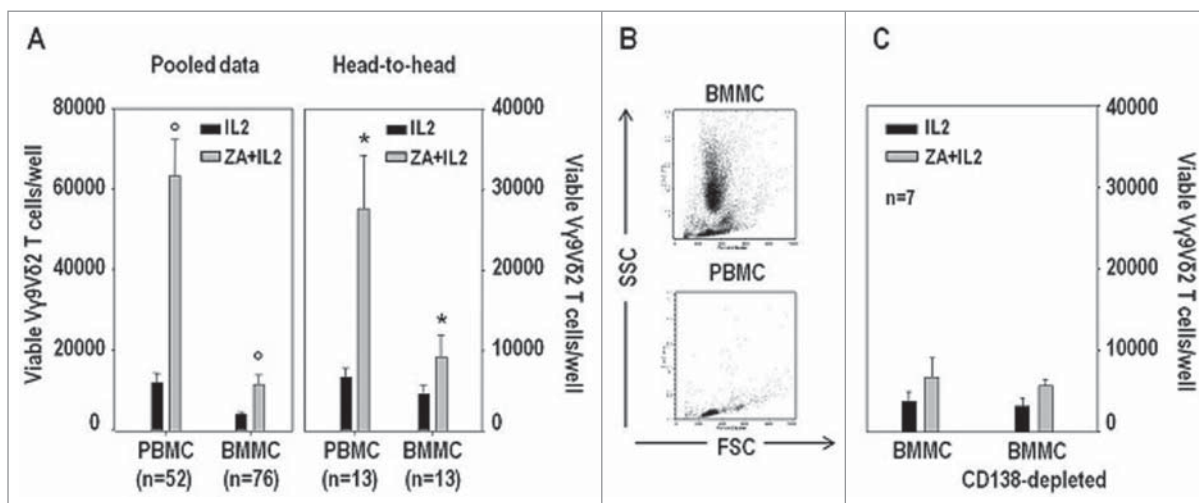 A
Pooled data
Head-to-head
80000
60000
40000
20000
0
Viable Vγ9Vδ2 T cells/well
IL2
ZA+IL2
°
°
PBMC
(n=52)
BMMC
(n=76)
IL2
ZA+IL2
*
*
PBMC
(n=13)
BMMC
(n=13)
40000
30000
20000
10000
0
Viable Vγ9Vδ2 T cells/well
B
BMMC
PBMC
SSC
FSC
C
IL2
ZA+IL2
n=7
BMMC
BMMC
CD138-depleted
40000
30000
20000
10000
0
Viable Vγ9Vδ2 T cells/well